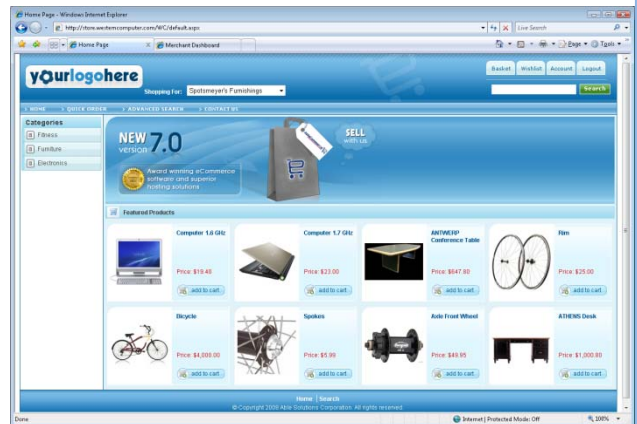 Home Page - Windows Internet Explorer
http://store.westerncomputer.com/WC/default.aspx
Live Search
Home Page
Merchant Dashboard
Page
Tools
yourlogohere
Shopping For: Spotsmeyer's Furnishings
Basket Wishlist Account Logout
Search
> HOME > QUICK ORDER > ADVANCED SEARCH > CONTACT US
Categories
Fitness
Furniture
Electronics
NEW
version 7.0
Award winning eCommerce
software and superior
hosting solutions
SELL
with us
Featured Products
Computer 1.8 GHz
Price: $19.40
add to cart
Computer 1.7 GHz
Price: $23.00
add to cart
ANTWERP
Conference Table
Price: $647.80
add to cart
Rim
Price: $25.00
add to cart
Bicycle
Price: $4,000.00
add to cart
Spokes
Price: $5.99
add to cart
Axle Front Wheel
Price: $49.95
add to cart
ATHENS Desk
Price: $1,000.80
add to cart
Home | Search
© Copyright 2008 Able Solutions Corporation. All rights reserved.
Done
Internet | Protected Mode: Off
100%